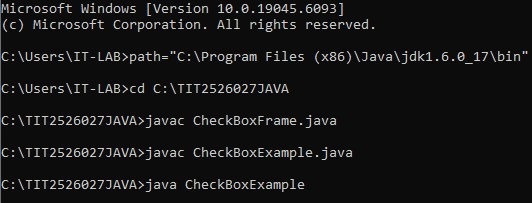 Microsoft Windows [Version 10.0.19045.6093]
(c) Microsoft Corporation. All rights reserved.
C:\Users\IT-LAB>path="C:\Program Files (x86)\Java\jdk1.6.0_17\bin"
C:\Users\IT-LAB>cd C:\TIT2526027JAVA
C:\TIT2526027JAVA>javac CheckBoxFrame.java
C:\TIT2526027JAVA>javac CheckBoxExample.java
C:\TIT2526027JAVA>java CheckBoxExample